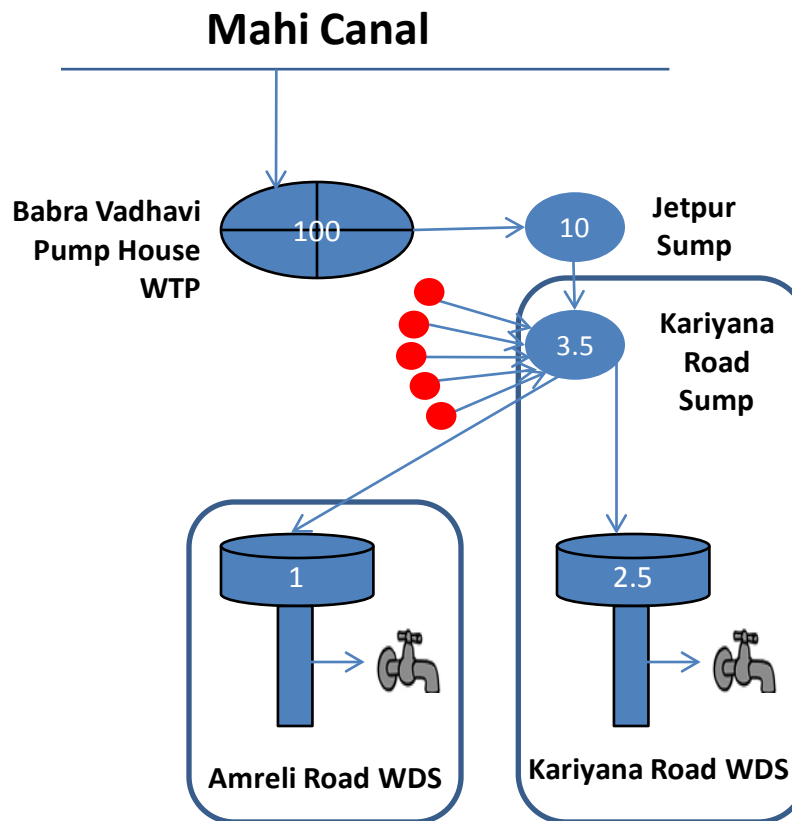 Mahi Canal
Babra Vadhavi
Pump House
WTP
100
10
Jetpur
Sump
3.5
Kariyana
Road
Sump
1
2.5
Amreli Road WDS
Kariyana Road WDS